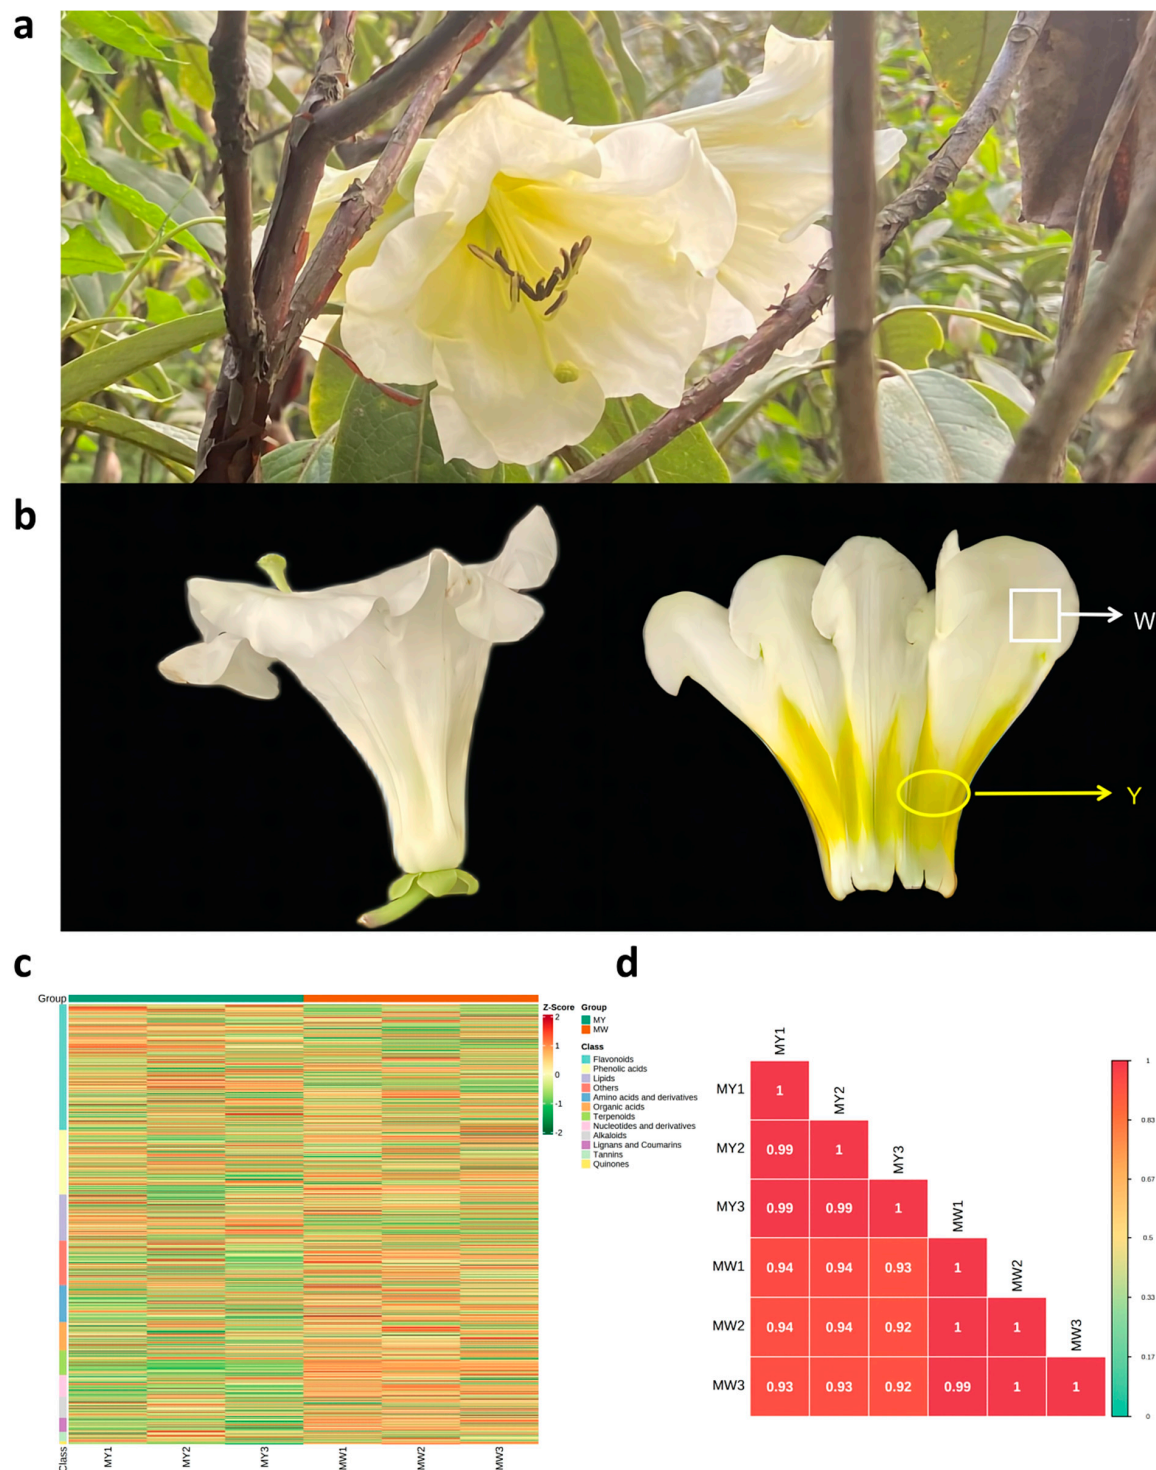 a
b
W
Y
c
d
Group
Z-Score
2
1
0
-1
-2
Group
MY
MW
Class
Flavonoids
Phenolic acids
Lipids
Others
Amino acids and derivatives
Organic acids
Terpenoids
Nucleotides and derivatives
Alkaloids
Lignans and Coumarins
Tannins
Quinones
Class
MY1
MY2
MY3
MW1
MW2
MW3
MY1
MY2
MY3
MW1
MW2
MW3
MY1 1
MY2 0.99 1
MY3 0.99 0.99 1
MW1 0.94 0.94 0.93 1
MW2 0.94 0.94 0.92 1 1
MW3 0.93 0.93 0.92 0.99 1 1
1
0.83
0.67
0.5
0.33
0.17
0